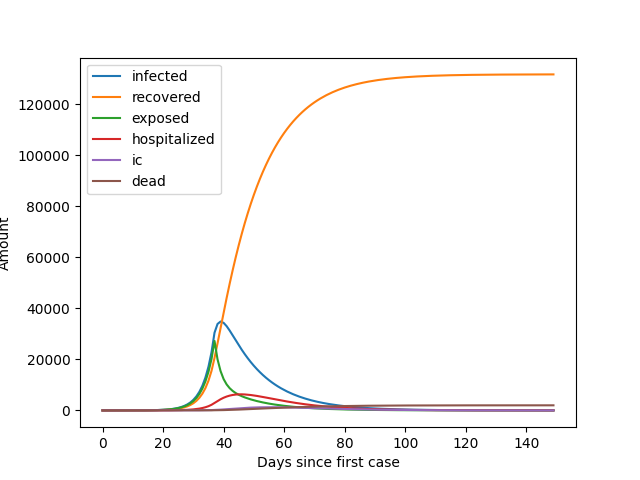 infected
recovered
exposed
hospitalized
ic
dead
120000
100000
80000
60000
40000
20000
0
Amount
0 20 40 60 80 100 120 140
Days since first case